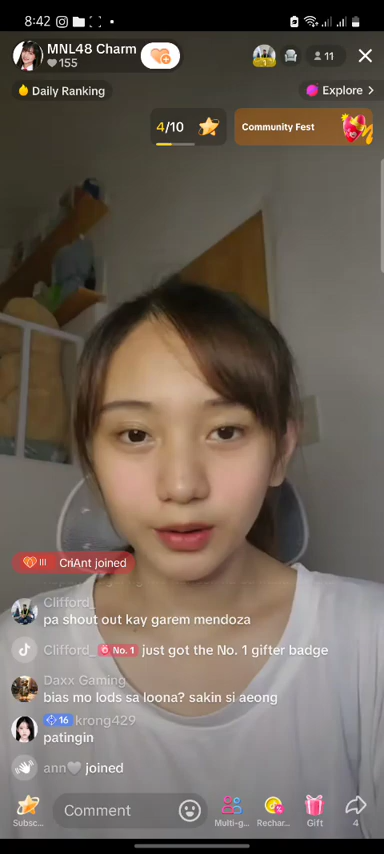 8:42
MNL48 Charm
155
11
Daily Ranking
Explore
4/10
Community Fest
CriAnt joined
Clifford_
pa shout out kay garem mendoza
Clifford_ No. 1 just got the No. 1 gifter badge
Daxx Gaming
bias mo lods sa loona? sakin si aeong
16 krong429
patingin
ann🩶 joined
Comment
Subsc...
Multi-g...
Rechar...
Gift
4